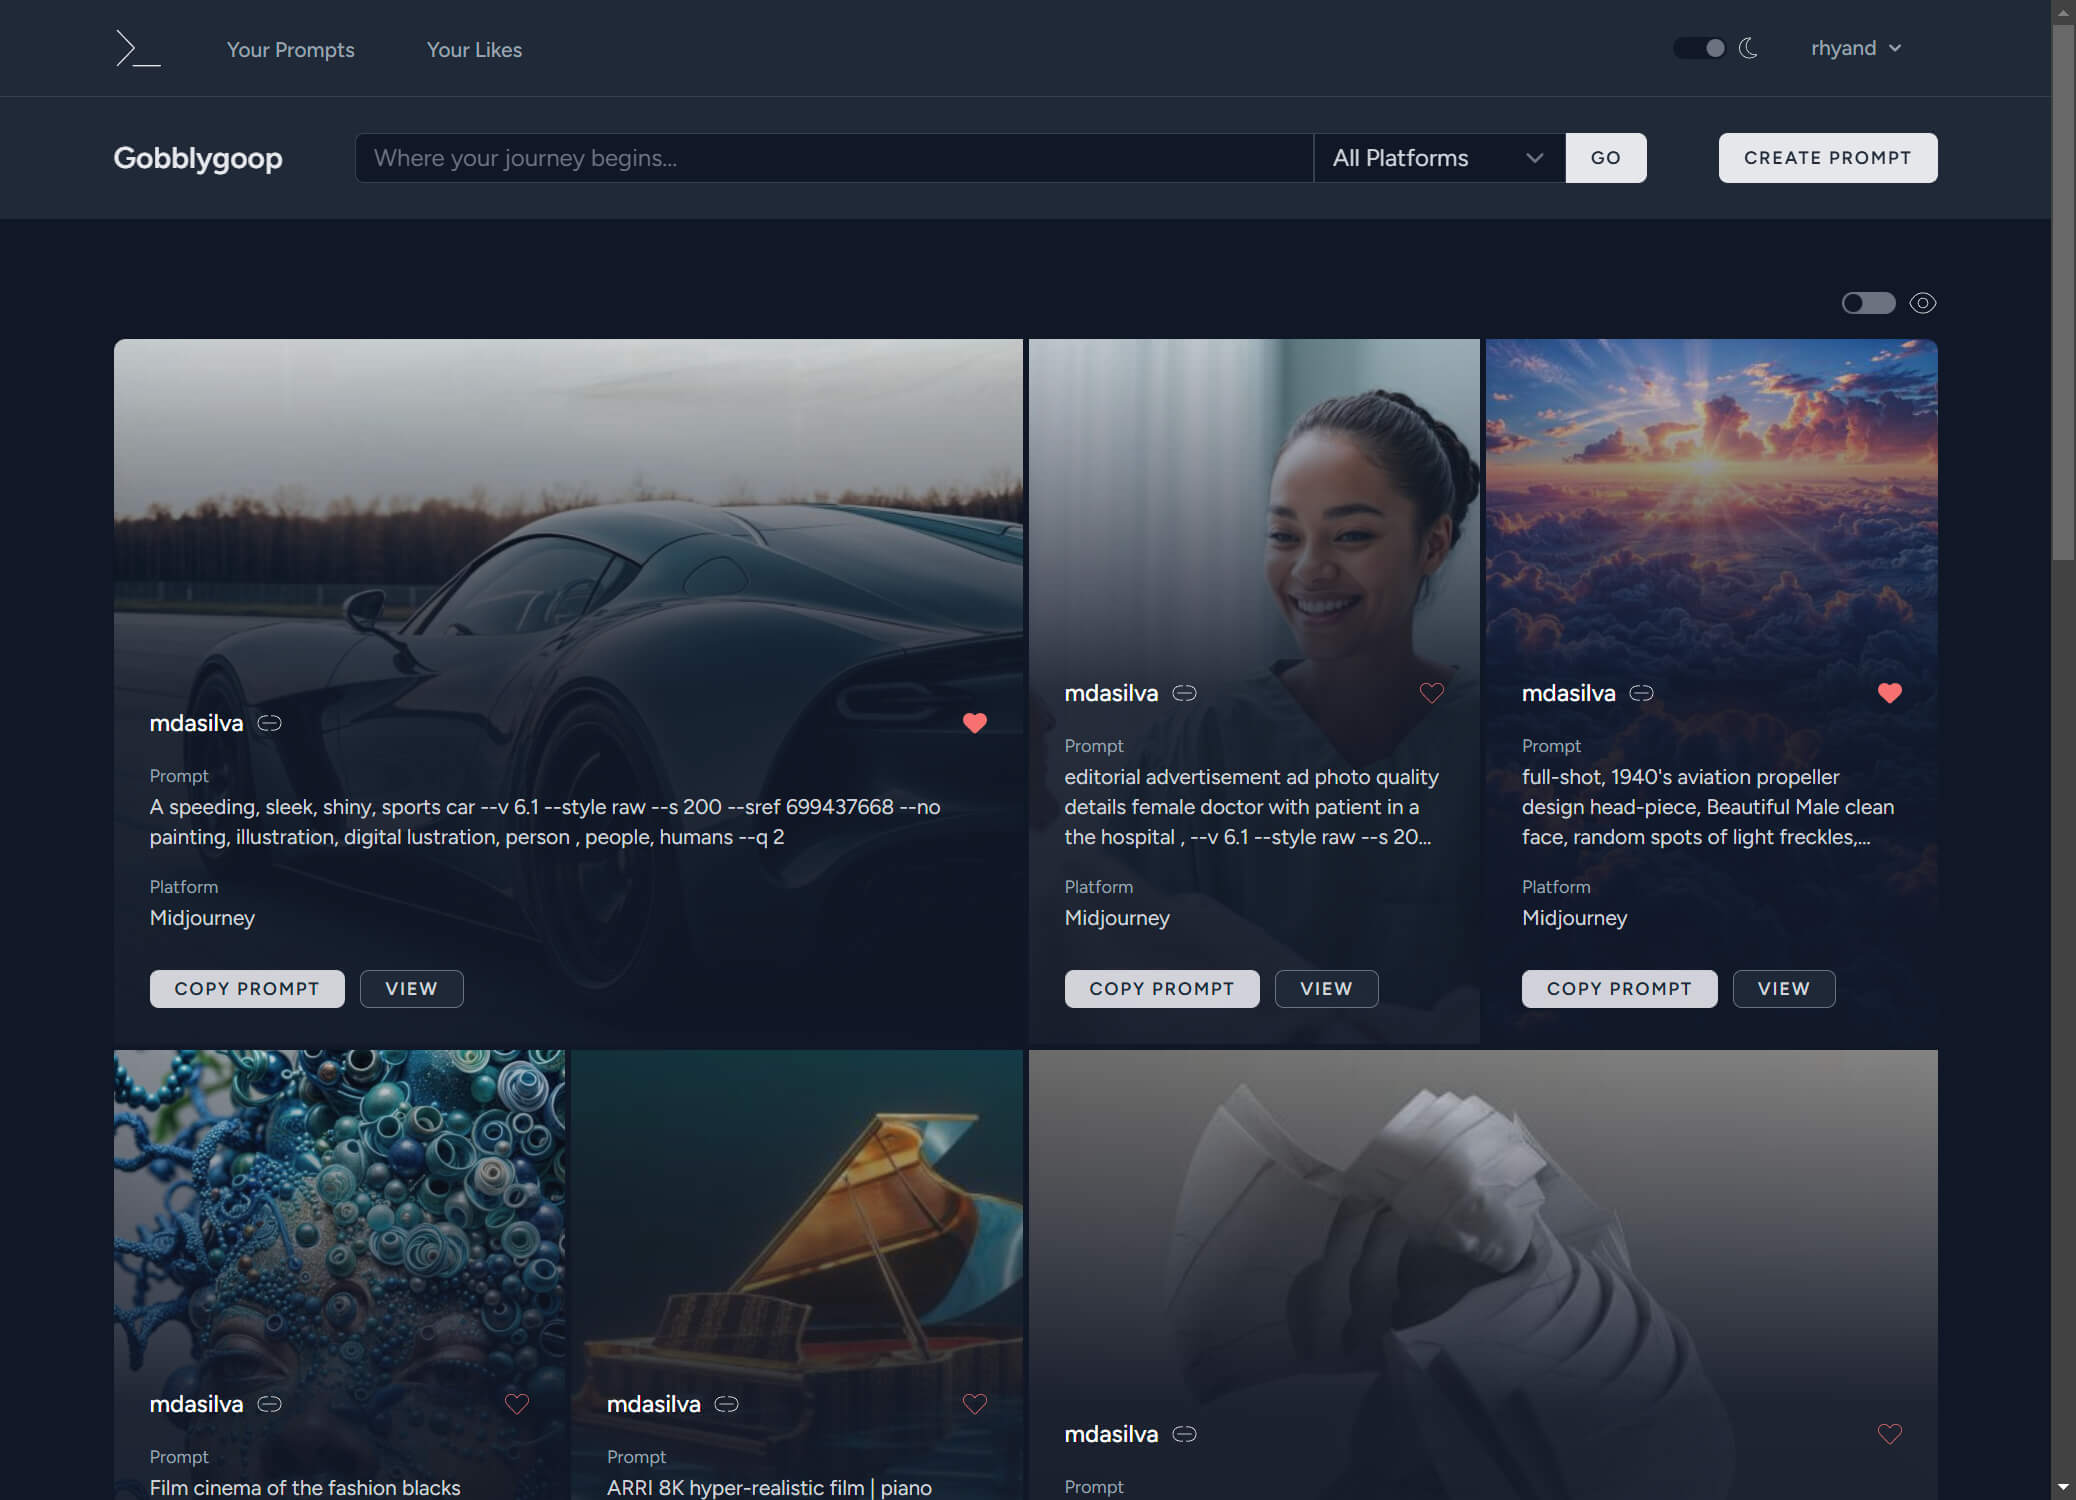 Your Prompts
Your Likes
rhyand
Gobblygoop
Where your journey begins...
All Platforms
GO
CREATE PROMPT
mdasilva
Prompt
A speeding, sleek, shiny, sports car --v 6.1 --style raw --s 200 --sref 699437668 --no
painting, illustration, digital lustration, person , people, humans --q 2
Platform
Midjourney
COPY PROMPT
VIEW
mdasilva
Prompt
editorial advertisement ad photo quality
details female doctor with patient in a
the hospital , --v 6.1 --style raw --s 20...
Platform
Midjourney
COPY PROMPT
VIEW
mdasilva
Prompt
full-shot, 1940's aviation propeller
design head-piece, Beautiful Male clean
face, random spots of light freckles,...
Platform
Midjourney
COPY PROMPT
VIEW
mdasilva
Prompt
Film cinema of the fashion blacks
mdasilva
Prompt
ARRI 8K hyper-realistic film | piano
mdasilva
Prompt